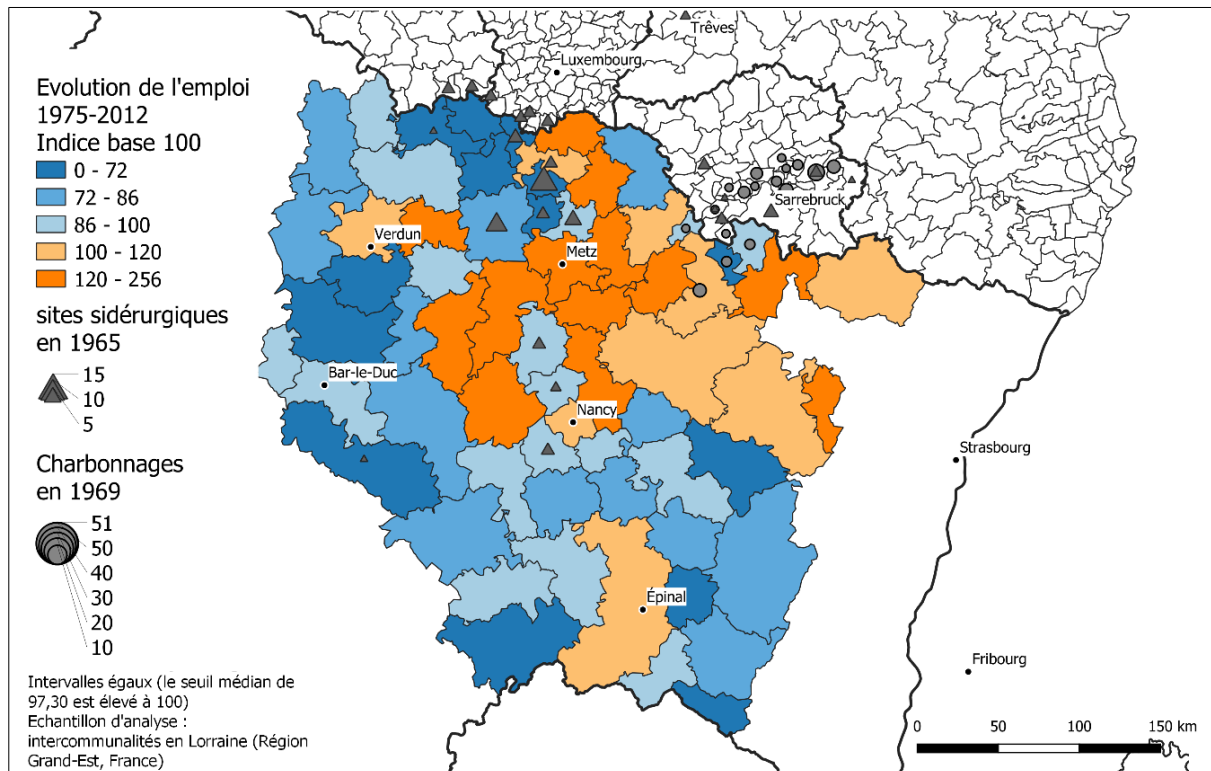 Evolution de l'emploi
1975-2012
Indice base 100
0 - 72
72 - 86
86 - 100
100 - 120
120 - 256
sites sidérurgiques
en 1965
15
10
5
Charbonnages
en 1969
51
50
40
30
20
10
Intervalles égaux (le seuil médian de
97,30 est élevé à 100)
Echantillon d'analyse :
intercommunalités en Lorraine (Région
Grand-Est, France)
Trêves
Luxembourg
Sarrebruck
Verdun
Metz
Bar-le-Duc
Nancy
Strasbourg
Épinal
Fribourg
0 50 100 150 km